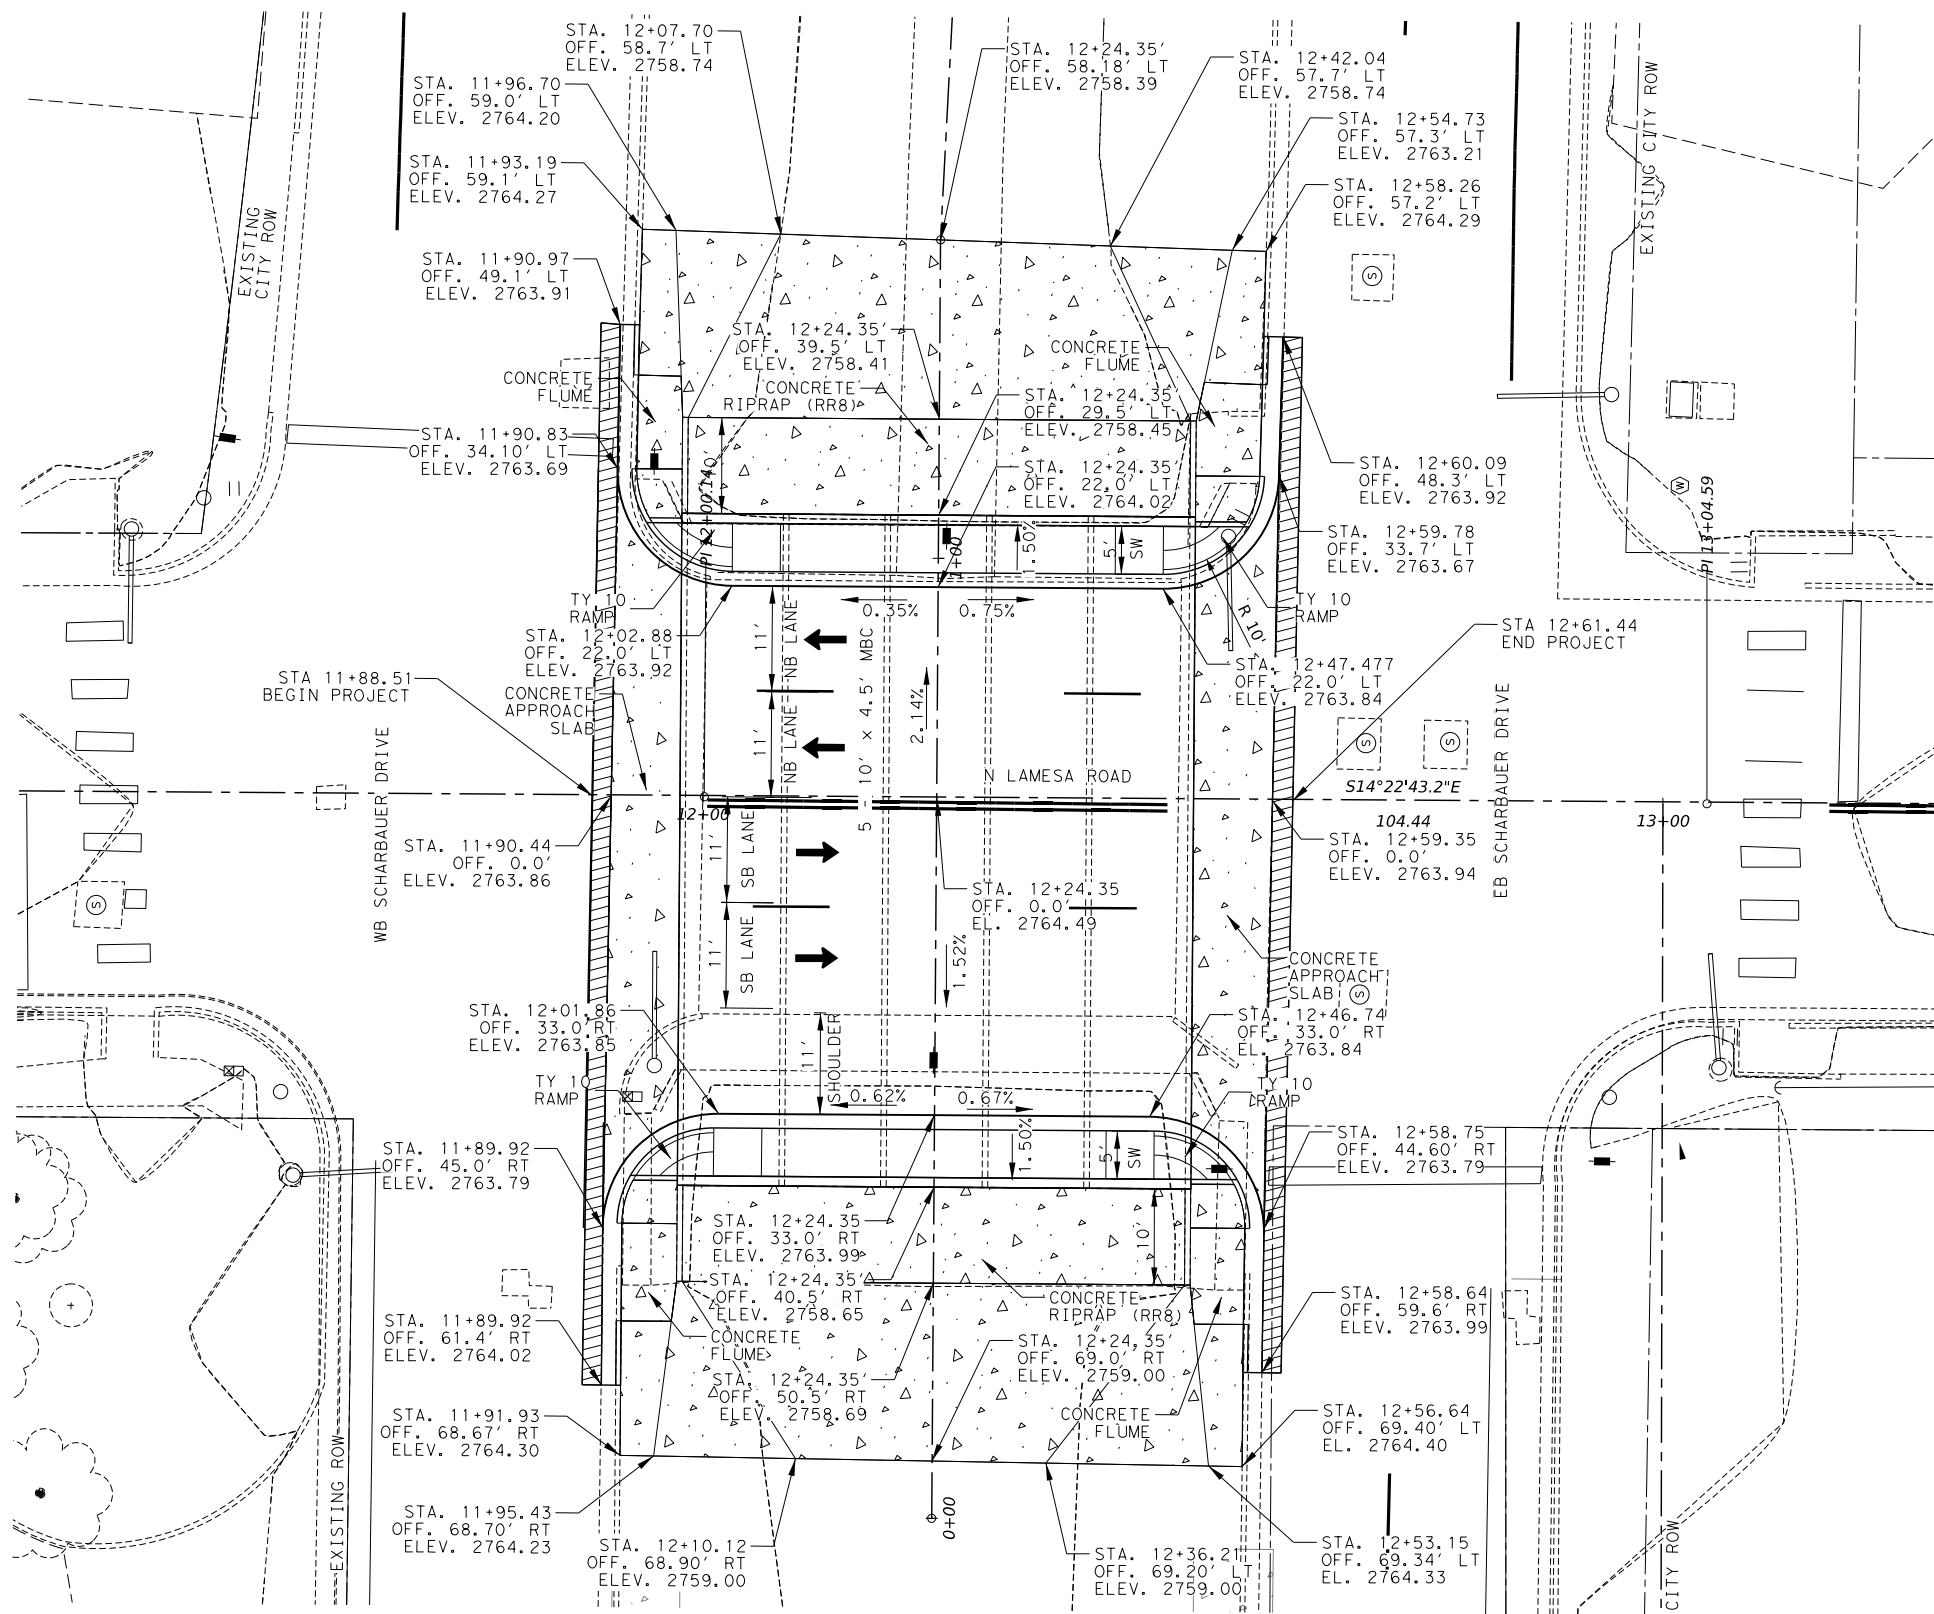 STA. 12+07.70
OFF. 58.7' LT
ELEV. 2758.74
STA. 12+24.35'
OFF. 58.18' LT
ELEV. 2758.39
STA. 12+42.04
OFF. 57.7' LT
ELEV. 2758.74
STA. 11+96.70
OFF. 59.0' LT
ELEV. 2764.20
STA. 12+54.73
OFF. 57.3' LT
ELEV. 2763.21
STA. 11+93.19
OFF. 59.1' LT
ELEV. 2764.27
STA. 12+58.26
OFF. 57.2' LT
ELEV. 2764.29
EXISTING
CITY ROW
EXISTING CITY ROW
S
STA. 11+90.97
OFF. 49.1' LT
ELEV. 2763.91
STA. 12+24.35'
OFF. 39.5' LT
ELEV. 2758.41
CONCRETE
FLUME
CONCRETE
FLUME
CONCRETE
RIPRAP (RR8)
STA. 12+24.35'
OFF. 29.5' LT
ELEV. 2758.45
STA. 11+90.83
OFF. 34.10' LT
ELEV. 2763.69
14.0'
PI 12+00.14
STA. 12+24.35'
OFF. 22.0' LT
ELEV. 2764.02
STA. 12+60.09
OFF. 48.3' LT
ELEV. 2763.92
W
PI 13+04.59
1+00
1.50%
5'
SW
STA. 12+59.78
OFF. 33.7' LT
ELEV. 2763.67
TY 10
RAMP
0.35%
0.75%
R 10'
TY 10
RAMP
STA. 12+02.88
OFF. 22.0' LT
ELEV. 2763.92
11'
NB LANE
STA 12+61.44
END PROJECT
STA. 12+47.477
OFF. 22.0' LT
ELEV. 2763.84
STA 11+88.51
BEGIN PROJECT
CONCRETE
APPROACH
SLAB
11'
NB LANE
5 - 10' x 4.5' MBC
2.14%
WB SCHARBAUER DRIVE
EB SCHARBAUER DRIVE
S
S
N LAMESA ROAD
S14°22'43.2"E
104.44
12+00
13+00
STA. 11+90.44
OFF. 0.0'
ELEV. 2763.86
11'
SB LANE
STA. 12+59.35
OFF. 0.0'
ELEV. 2763.94
S
STA. 12+24.35
OFF. 0.0'
EL. 2764.49
11'
SB LANE
1.52%
CONCRETE
APPROACH
SLAB
S
STA. 12+01.86
OFF. 33.0'RT
ELEV. 2763.85
11'
SHOULDER
STA. 12+46.74
OFF. 33.0' RT
EL. 2763.84
TY 10
RAMP
0.62%
0.67%
TY 10
RAMP
STA. 11+89.92
OFF. 45.0' RT
ELEV. 2763.79
1.50%
5'
SW
STA. 12+58.75
OFF. 44.60' RT
ELEV. 2763.79
STA. 12+24.35
OFF. 33.0' RT
ELEV. 2763.99
10'
STA. 12+24.35'
OFF. 40.5' RT
ELEV. 2758.65
CONCRETE
RIPRAP (RR8)
STA. 12+58.64
OFF. 59.6' RT
ELEV. 2763.99
STA. 11+89.92
OFF. 61.4' RT
ELEV. 2764.02
CONCRETE
FLUME
STA. 12+24.35'
OFF. 69.0' RT
ELEV. 2759.00
STA. 12+24.35'
OFF. 50.5' RT
ELEV. 2758.69
CONCRETE
FLUME
STA. 11+91.93
OFF. 68.67' RT
ELEV. 2764.30
STA. 12+56.64
OFF. 69.40' LT
EL. 2764.40
EXISTING ROW
CITY ROW
0+00
STA. 11+95.43
OFF. 68.70' RT
ELEV. 2764.23
STA. 12+10.12
OFF. 68.90' RT
ELEV. 2759.00
STA. 12+36.21
OFF. 69.20' LT
ELEV. 2759.00
STA. 12+53.15
OFF. 69.34' LT
EL. 2764.33